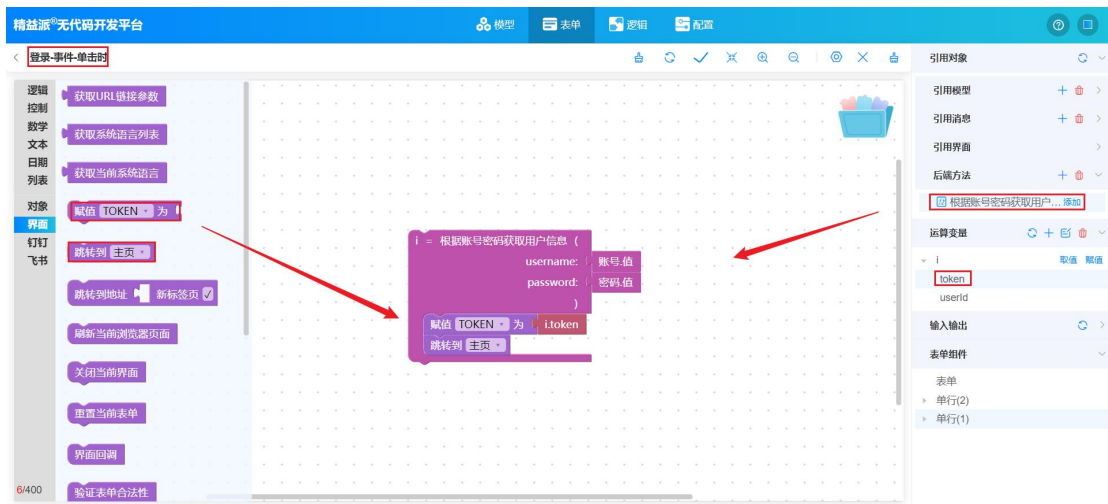 精益派®无代码开发平台
模型
表单
逻辑
配置
登录-事件-单击时
逻辑
控制
数学
文本
日期
列表
对象
界面
钉钉
飞书
6/400
获取URL链接参数
获取系统语言列表
获取当前系统语言
赋值 TOKEN 为
跳转到 主页
跳转到地址 新标签页
刷新当前浏览器页面
关闭当前界面
重置当前表单
界面回调
验证表单合法性
i = 根据账号密码获取用户信息 (
username: 账号.值
password: 密码.值
)
赋值 TOKEN 为 i.token
跳转到 主页
引用对象
引用模型
引用消息
引用界面
后端方法
根据账号密码获取用户... 添加
运算变量
i 取值 赋值
token
userId
输入输出
表单组件
表单
单行(2)
单行(1)